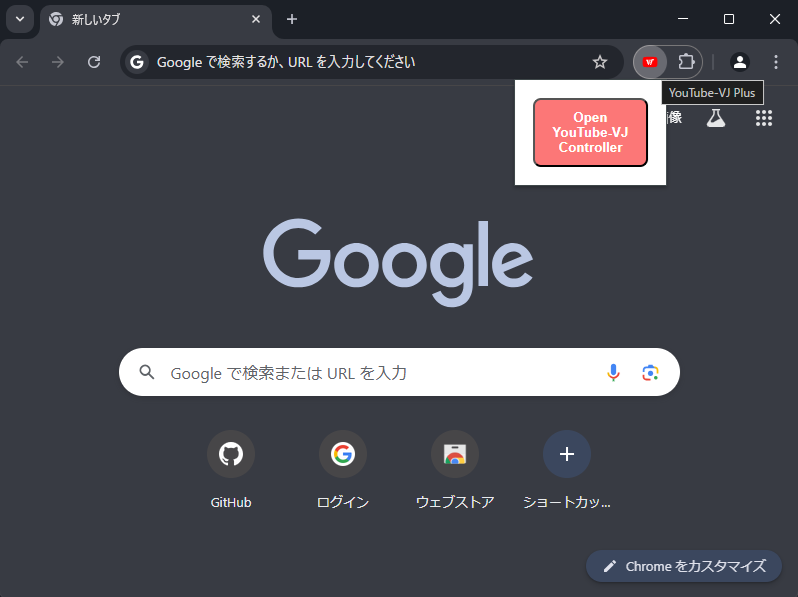 新しいタブ
Google で検索するか、URL を入力してください
YouTube-VJ Plus
Open
YouTube-VJ
Controller
像
Google
Google で検索または URL を入力
GitHub
ログイン
ウェブストア
ショートカッ...
Chrome をカスタマイズ